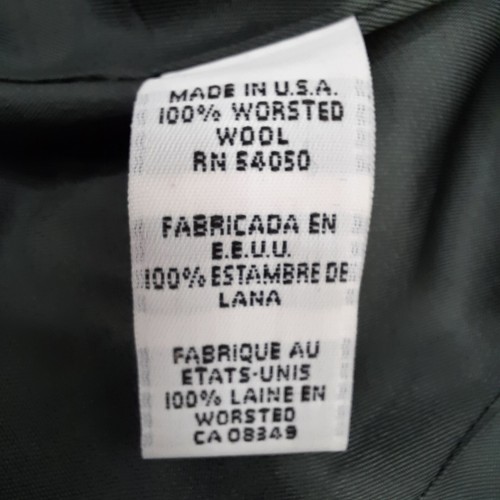 MADE IN U.S.A.
100% WORSTED
WOOL
RN 54050
FABRICADA EN
E.E.U.U.
100% ESTAMBRE DE
LANA
FABRIQUE AU
ETATS-UNIS
100% LAINE EN
WORSTED
CA 08349